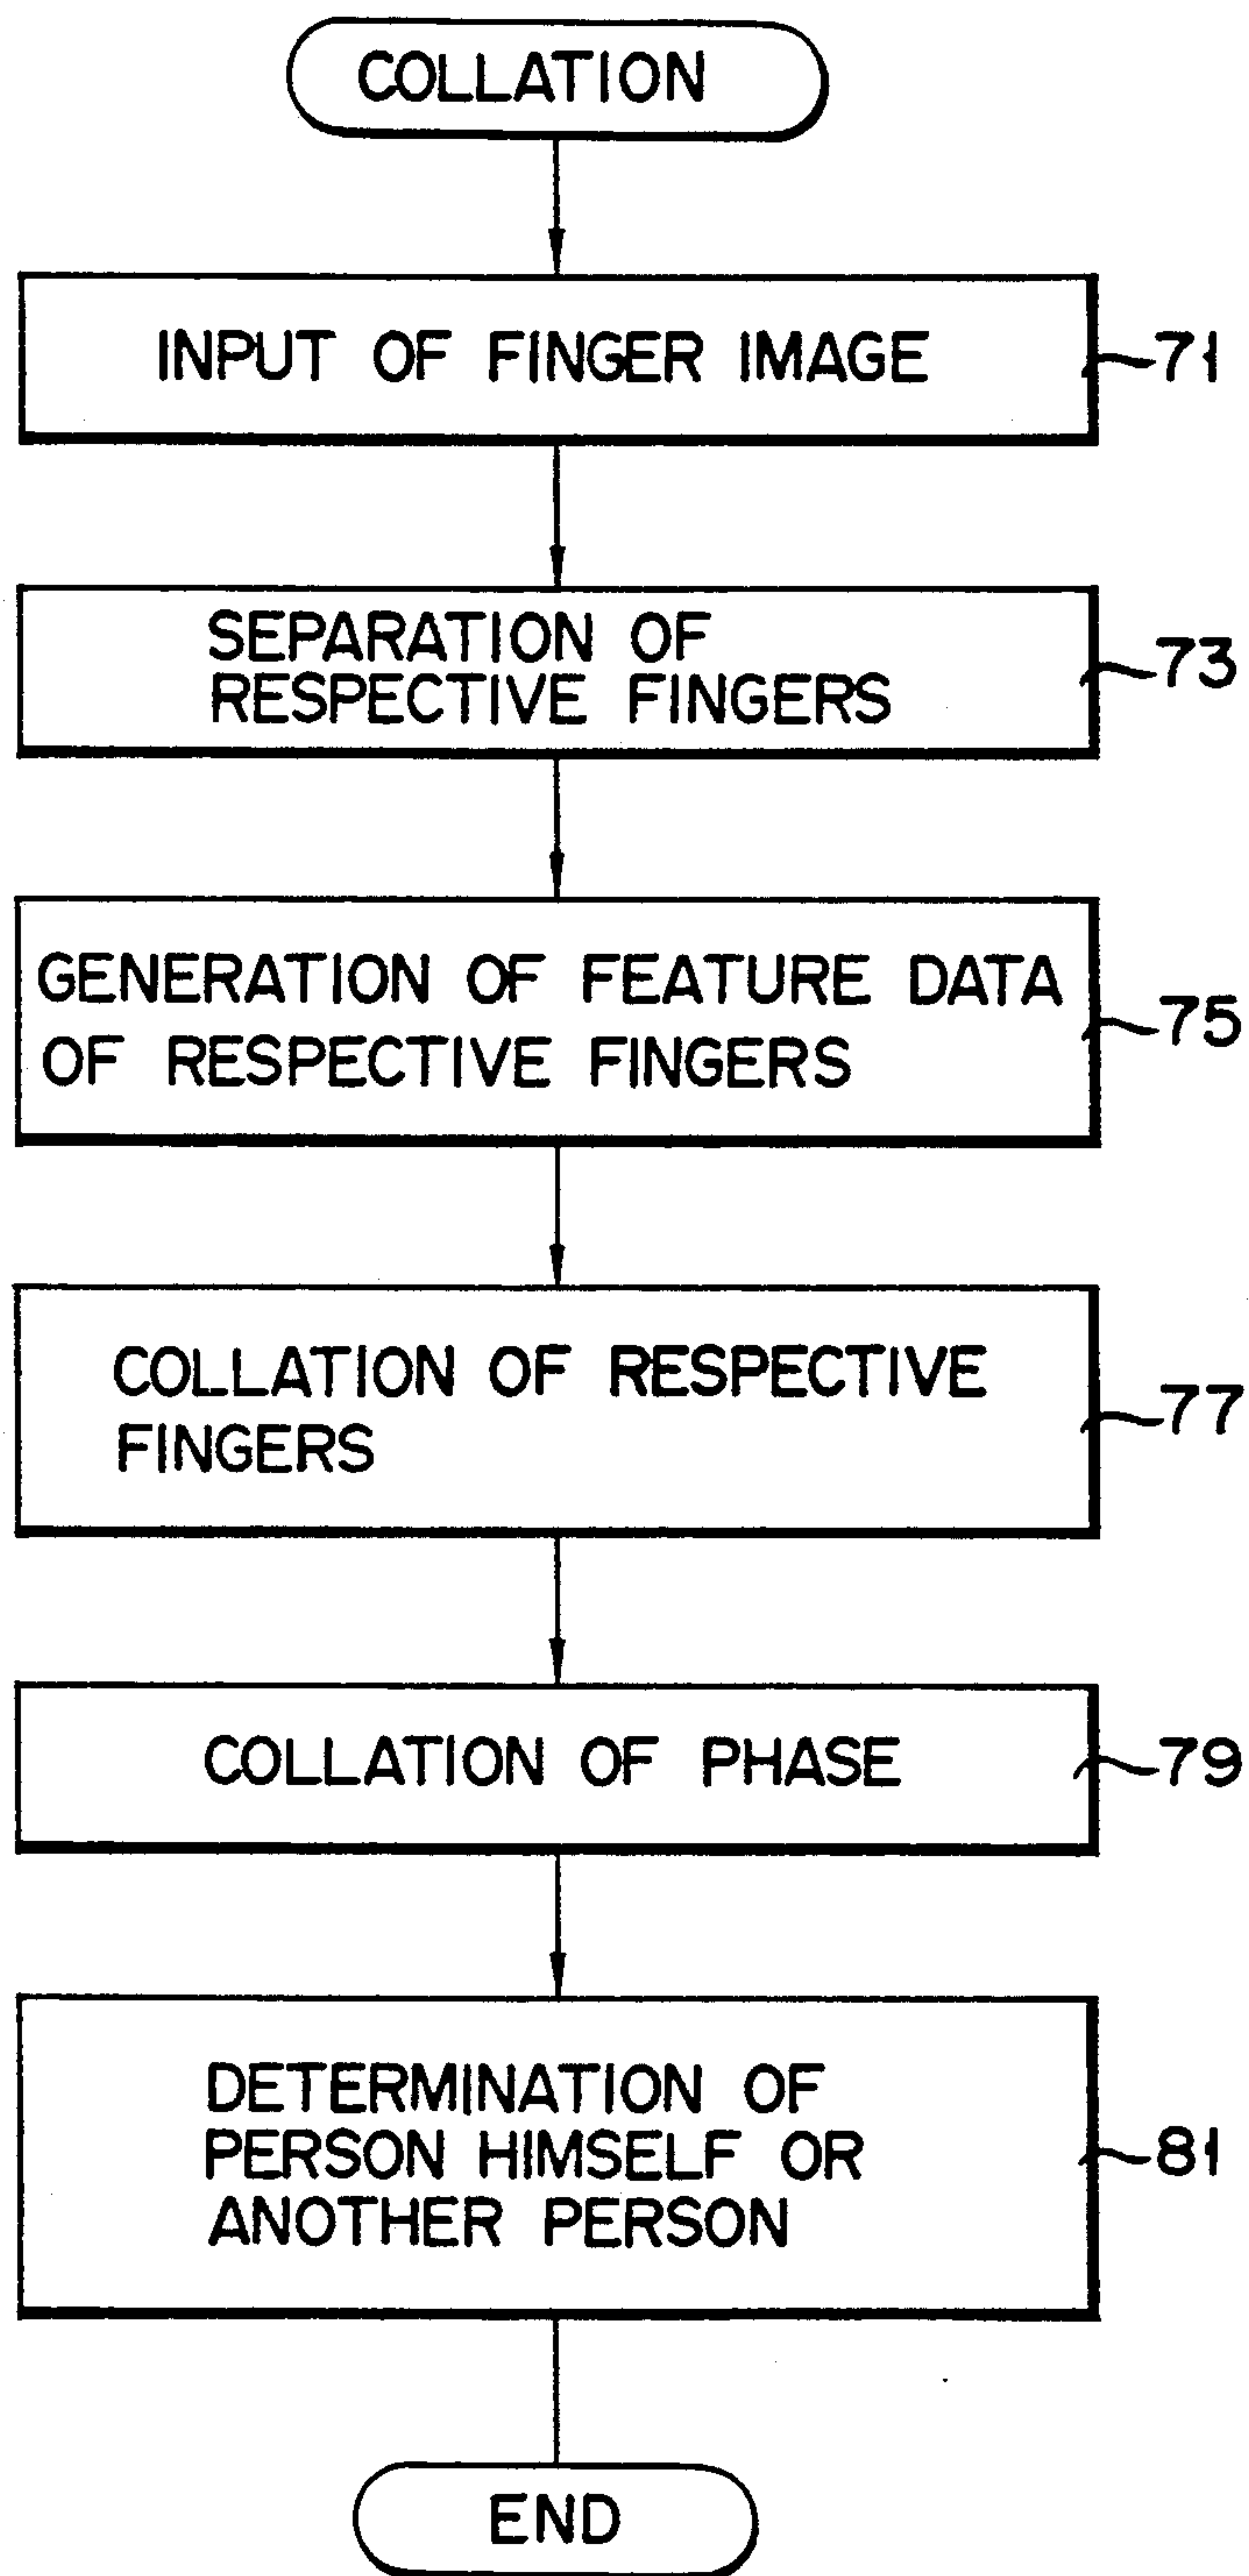 COLLATION
INPUT OF FINGER IMAGE
71
SEPARATION OF
RESPECTIVE FINGERS
73
GENERATION OF FEATURE DATA
OF RESPECTIVE FINGERS
75
COLLATION OF RESPECTIVE
FINGERS
77
COLLATION OF PHASE
79
DETERMINATION OF
PERSON HIMSELF OR
ANOTHER PERSON
81
END